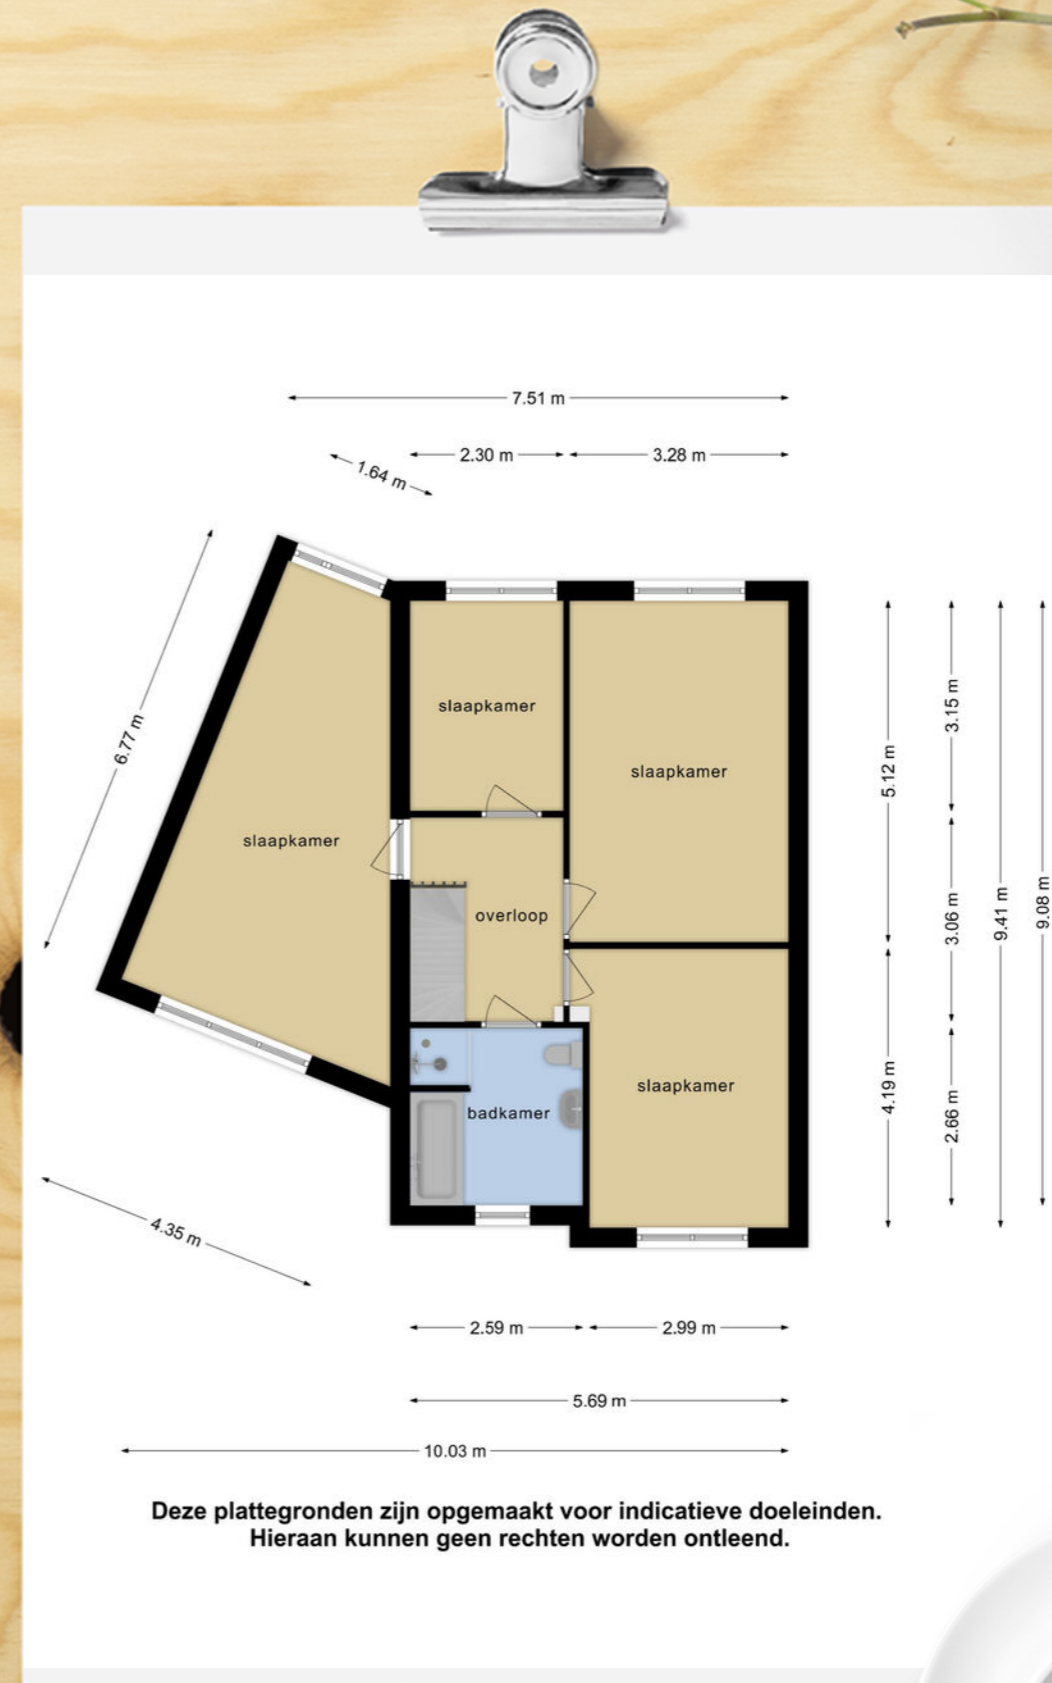 7.51 m
2.30 m
3.28 m
1.64 m
6.77 m
slaapkamer
slaapkamer
slaapkamer
overloop
slaapkamer
badkamer
5.12 m
3.15 m
3.06 m
9.41 m
9.08 m
4.19 m
2.66 m
4.35 m
2.59 m
2.99 m
5.69 m
10.03 m
Deze plattegronden zijn opgemaakt voor indicatieve doeleinden.
Hieraan kunnen geen rechten worden ontleend.